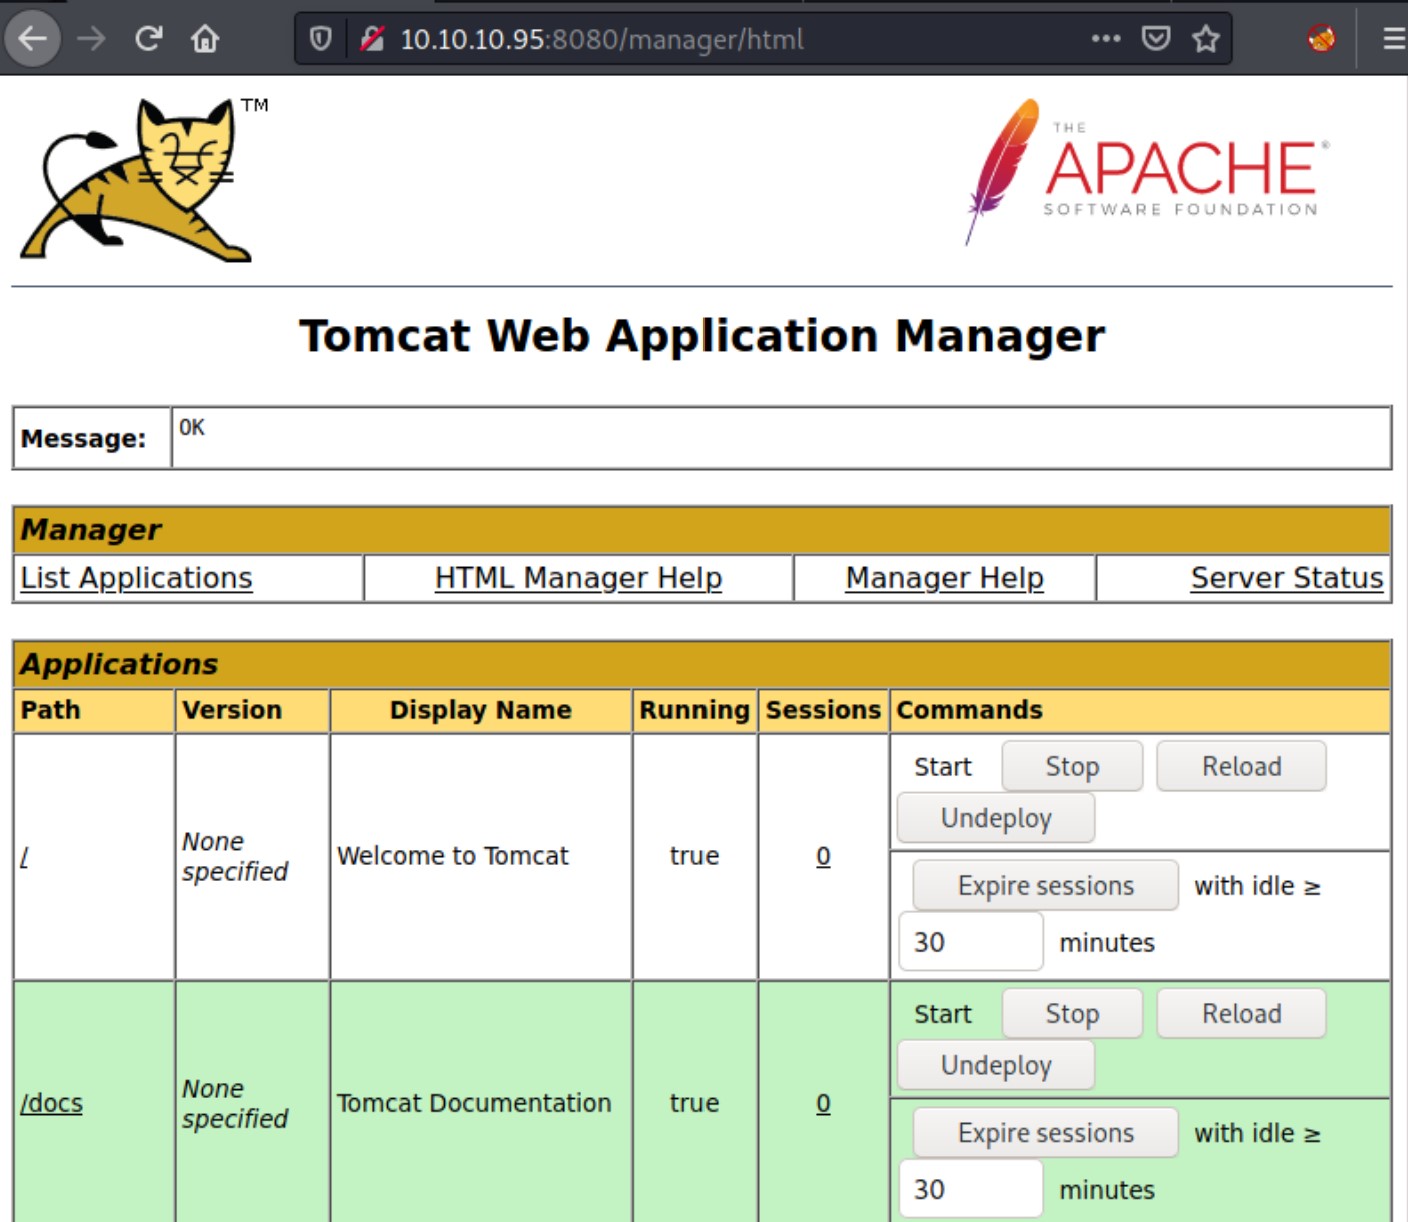 10.10.10.95:8080/manager/html
TM
THE
APACHE®
SOFTWARE FOUNDATION
Tomcat Web Application Manager
Message: OK
Manager
List Applications HTML Manager Help Manager Help Server Status
Applications
Path Version Display Name Running Sessions Commands
/ None specified Welcome to Tomcat true 0 Start Stop Reload
Undeploy
Expire sessions with idle ≥
30 minutes
/docs None specified Tomcat Documentation true 0 Start Stop Reload
Undeploy
Expire sessions with idle ≥
30 minutes